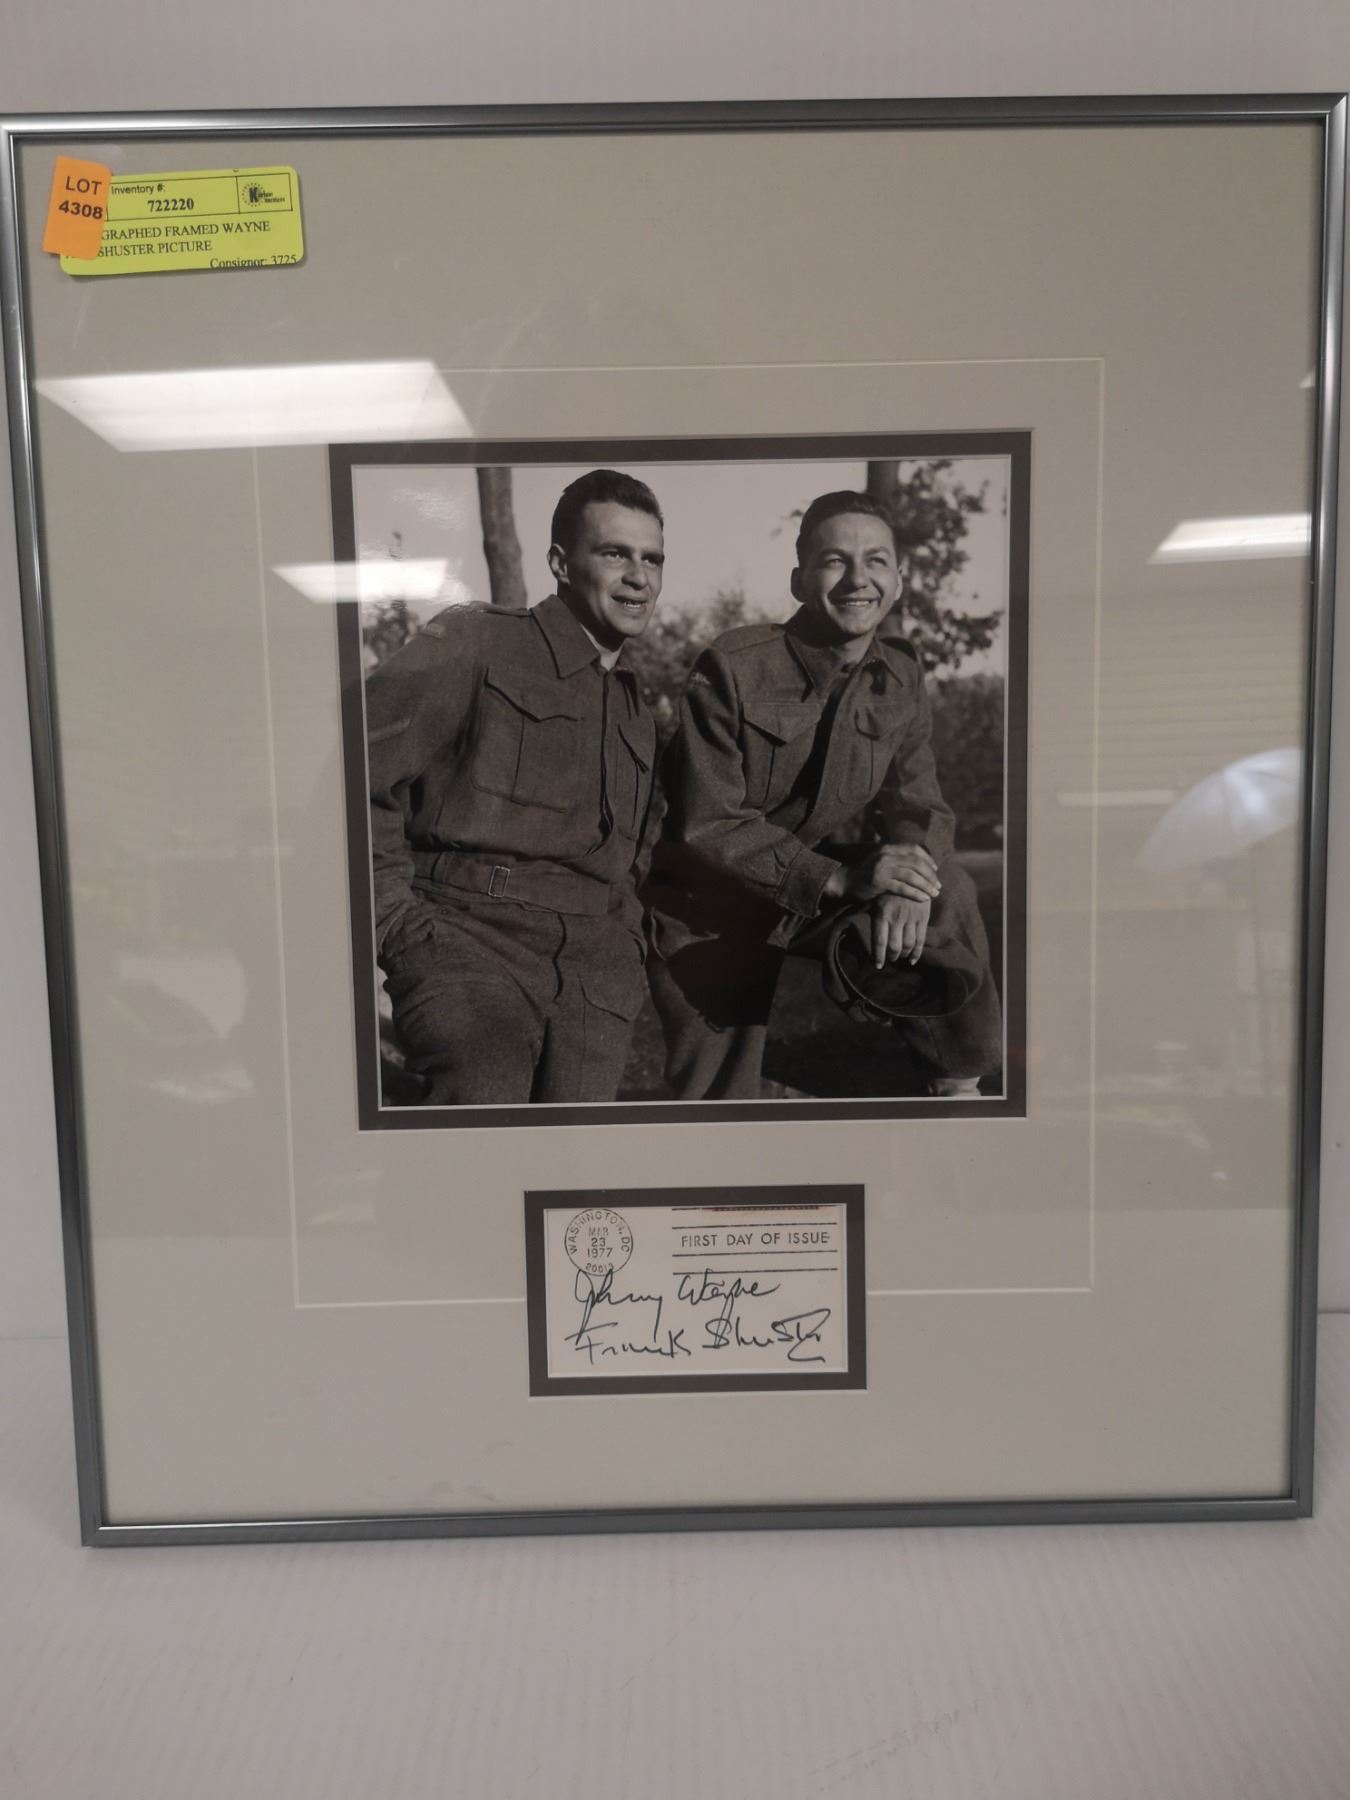 LOT
4308
Inventory #:
722220
GRAPHED FRAMED WAYNE
SHUSTER PICTURE
Consignor: 3725
WASHINGTON, DC
MAR
23
1977
20013
FIRST DAY OF ISSUE
Johnny Wayne
Frank Shuster